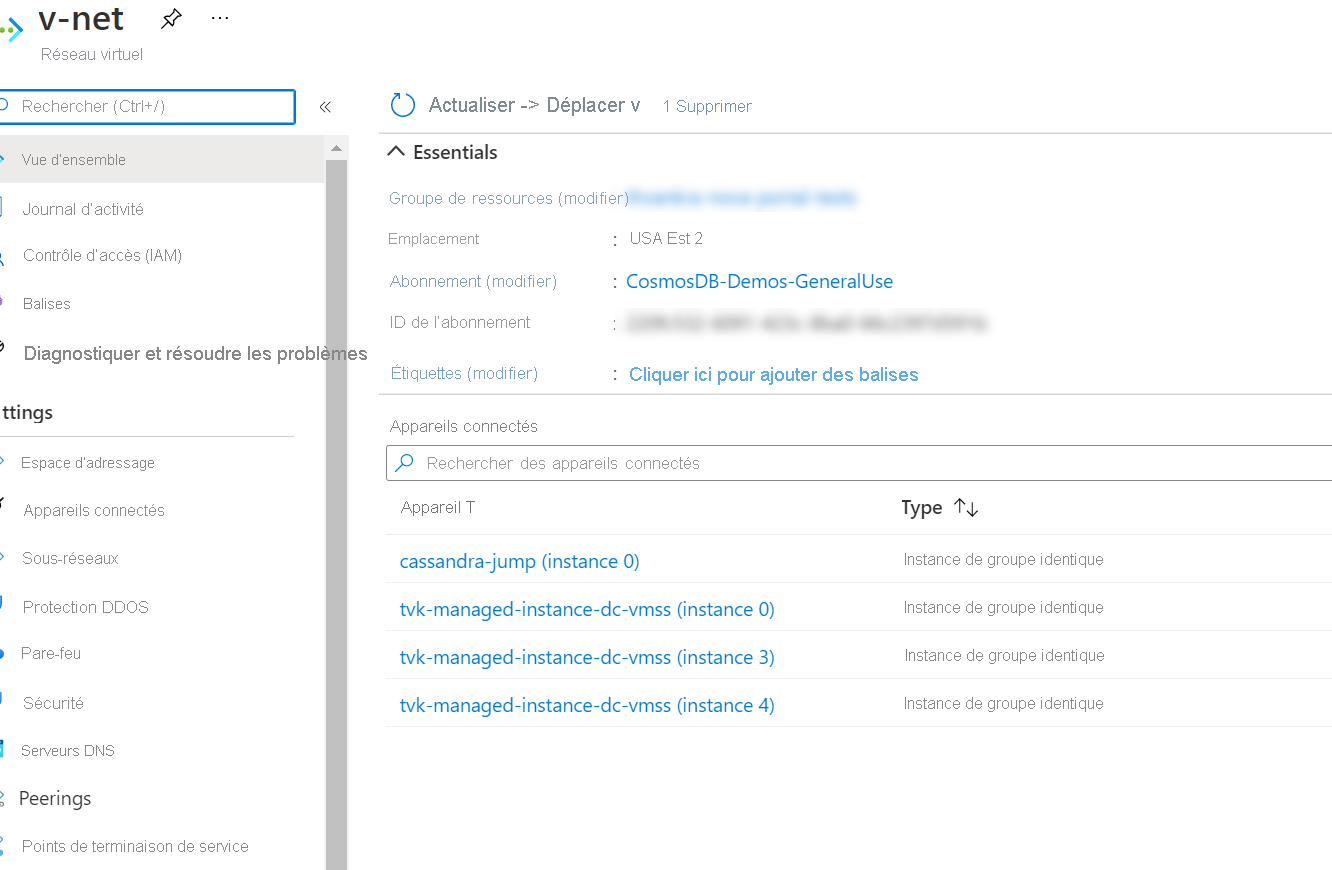 v-net
...
Réseau virtuel
Rechercher (Ctrl+/)
«
Vue d'ensemble
Journal d'activité
Contrôle d'accès (IAM)
Balises
Diagnostiquer et résoudre les problèmes
ttings
Espace d'adressage
Appareils connectés
Sous-réseaux
Protection DDOS
Pare-feu
Sécurité
Serveurs DNS
Peerings
Points de terminaison de service
Actualiser -> Déplacer v 1 Supprimer
Essentials
Groupe de ressources (modifier)
Emplacement : USA Est 2
Abonnement (modifier) : CosmosDB-Demos-GeneralUse
ID de l'abonnement :
Étiquettes (modifier) : Cliquer ici pour ajouter des balises
Appareils connectés
Rechercher des appareils connectés
Appareil T Type ↑↓
cassandra-jump (instance 0) Instance de groupe identique
tvk-managed-instance-dc-vmss (instance 0) Instance de groupe identique
tvk-managed-instance-dc-vmss (instance 3) Instance de groupe identique
tvk-managed-instance-dc-vmss (instance 4) Instance de groupe identique